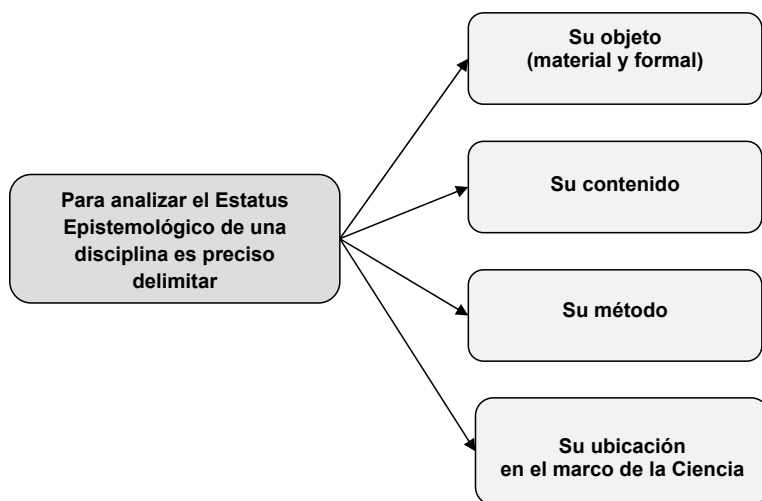 Para analizar el Estatus
Epistemológico de una
disciplina es preciso
delimitar
Su objeto
(material y formal)
Su contenido
Su método
Su ubicación
en el marco de la Ciencia